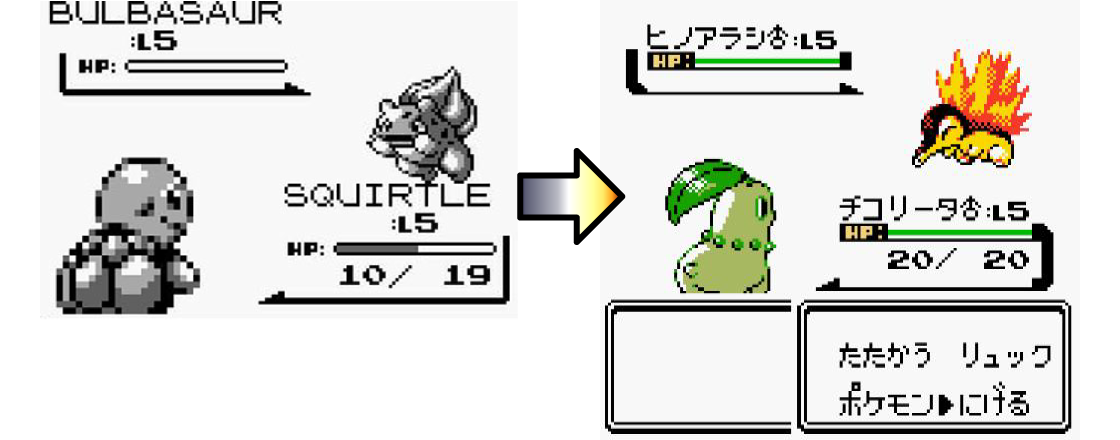 BULBASAUR
:L5
HP:
SQUIRTLE
:L5
HP:
10/ 19
ヒノアラシ♂:L5
HP:
チコリータ♂:L5
HP:
20/ 20
たたかう リュック
ポケモン▶にげる